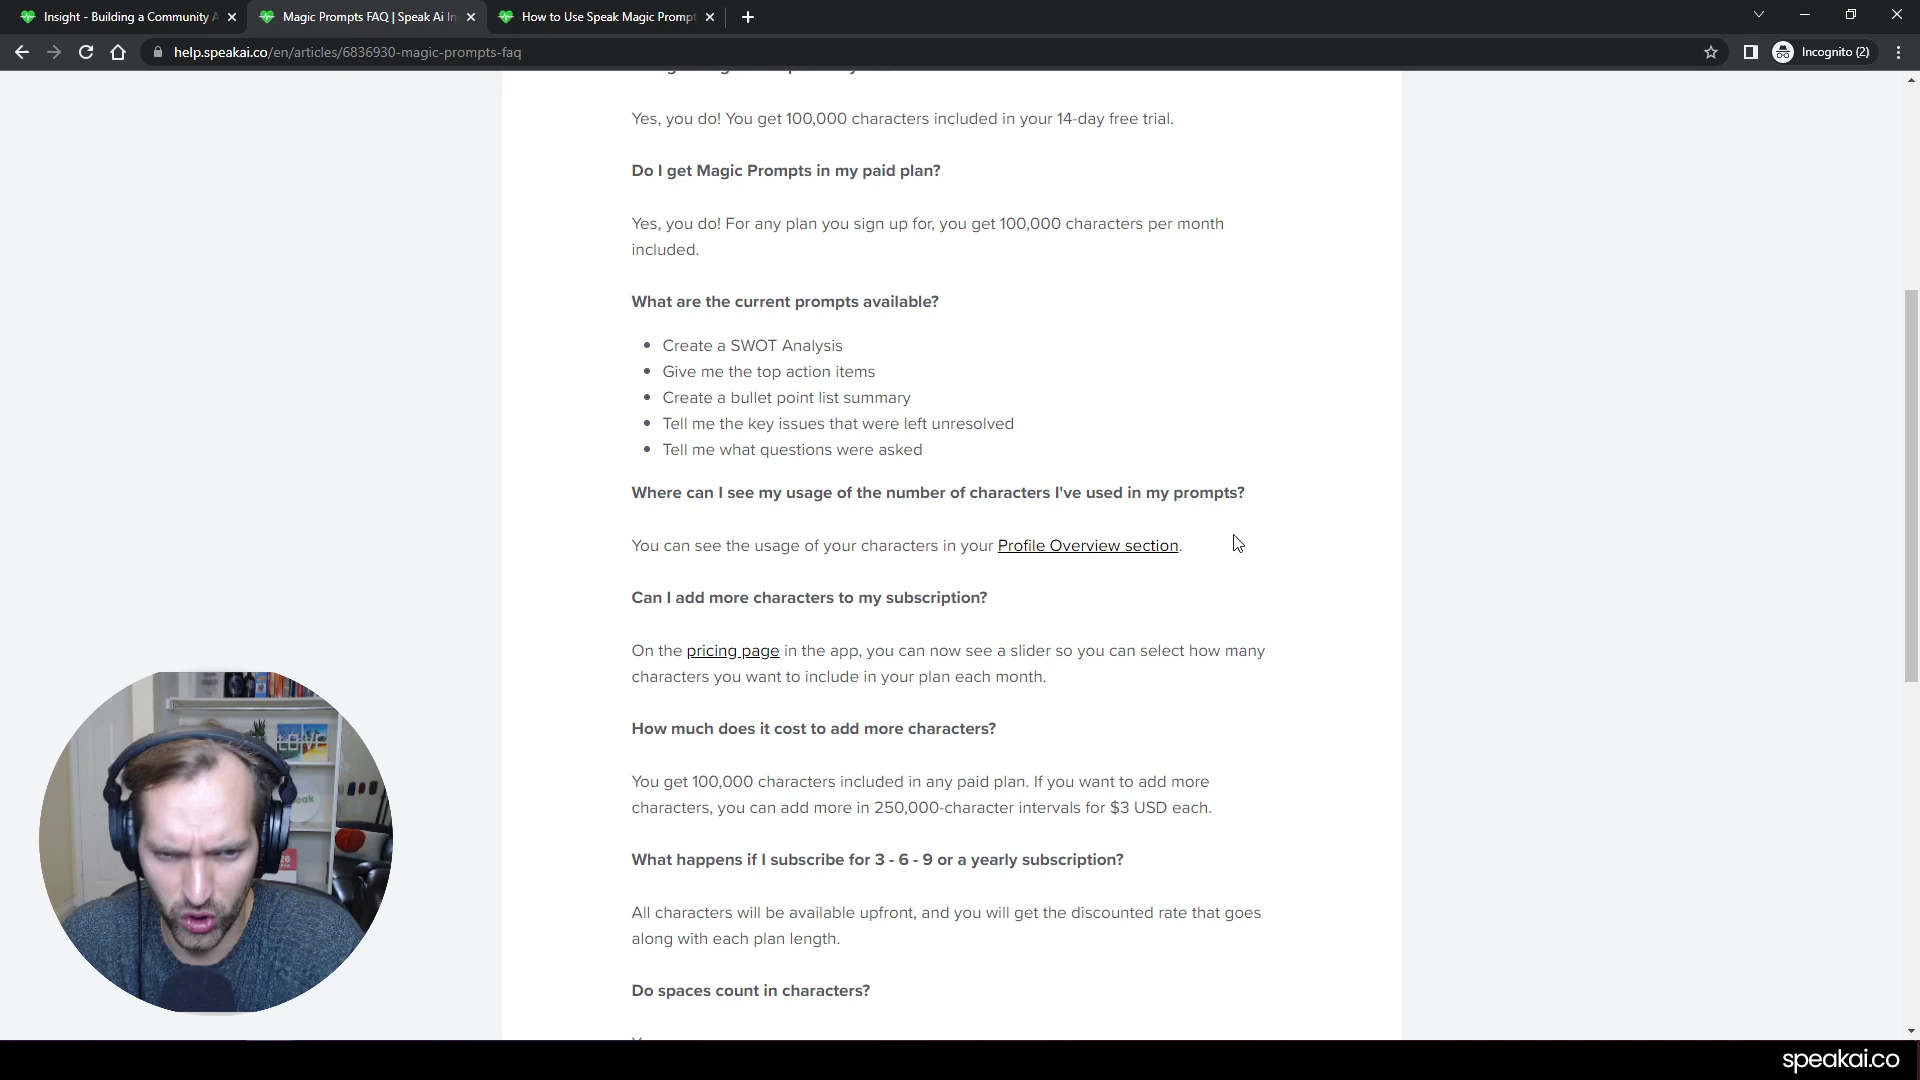 Insight - Building a Community A
Magic Prompts FAQ | Speak Ai In
How to Use Speak Magic Prompt
help.speakai.co/en/articles/6836930-magic-prompts-faq
Incognito (2)
Yes, you do! You get 100,000 characters included in your 14-day free trial.
Do I get Magic Prompts in my paid plan?
Yes, you do! For any plan you sign up for, you get 100,000 characters per month
included.
What are the current prompts available?
• Create a SWOT Analysis
• Give me the top action items
• Create a bullet point list summary
• Tell me the key issues that were left unresolved
• Tell me what questions were asked
Where can I see my usage of the number of characters I've used in my prompts?
You can see the usage of your characters in your Profile Overview section.
Can I add more characters to my subscription?
On the pricing page in the app, you can now see a slider so you can select how many
characters you want to include in your plan each month.
How much does it cost to add more characters?
You get 100,000 characters included in any paid plan. If you want to add more
characters, you can add more in 250,000-character intervals for $3 USD each.
What happens if I subscribe for 3 - 6 - 9 or a yearly subscription?
All characters will be available upfront, and you will get the discounted rate that goes
along with each plan length.
Do spaces count in characters?
LOVE
speakai.co